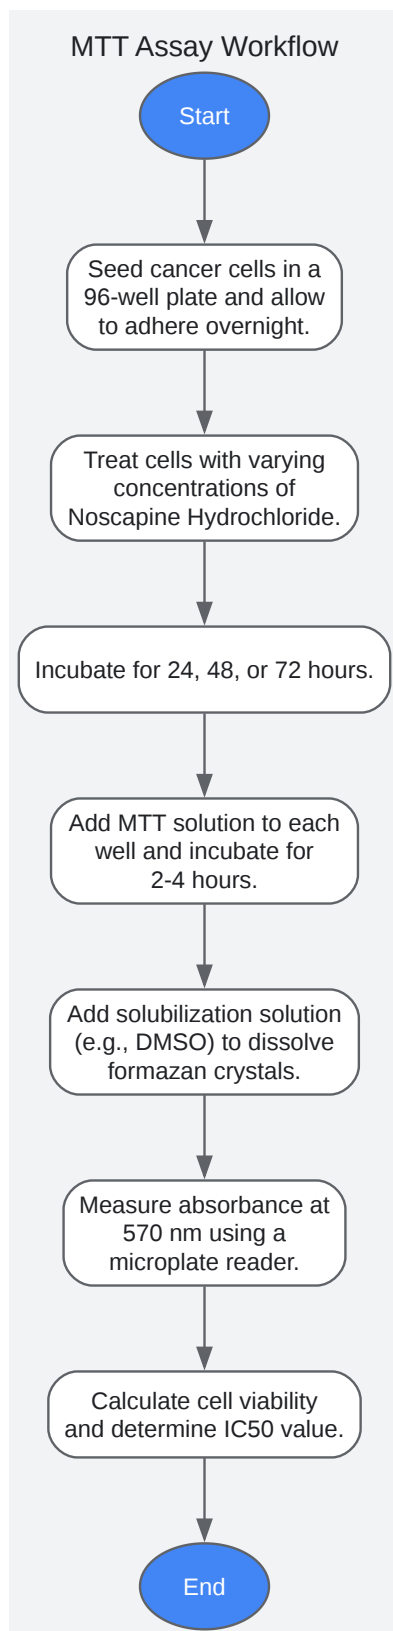 MTT Assay Workflow
Start
Seed cancer cells in a
96-well plate and allow
to adhere overnight.
Treat cells with varying
concentrations of
Noscapine Hydrochloride.
Incubate for 24, 48, or 72 hours.
Add MTT solution to each
well and incubate for
2-4 hours.
Add solubilization solution
(e.g., DMSO) to dissolve
formazan crystals.
Measure absorbance at
570 nm using a
microplate reader.
Calculate cell viability
and determine IC50 value.
End